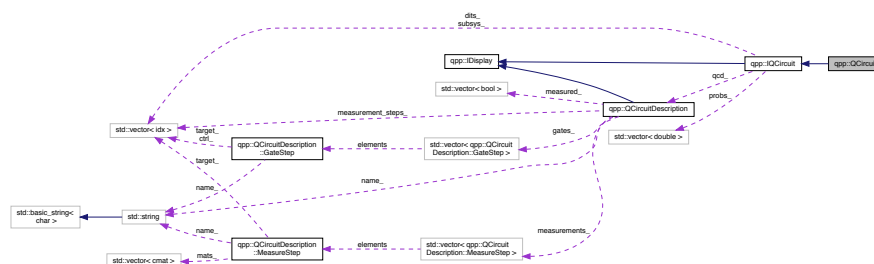 dits_
subsys_
qpp::IDisplay
qpp::IQCircuit
qpp::QCircuit
qcd_
std::vector< bool >
measured_
probs_
qpp::QCircuitDescription
measurement_steps_
std::vector< idx >
target_
ctrl_
std::vector< double >
gates_
qpp::QCircuitDescription
::GateStep
elements
std::vector< qpp::QCircuit
Description::GateStep >
target_
name_
name_
std::basic_string<
char >
std::string
name_
measurements_
qpp::QCircuitDescription
::MeasureStep
elements
std::vector< qpp::QCircuit
Description::MeasureStep >
mats_
std::vector< cmat >